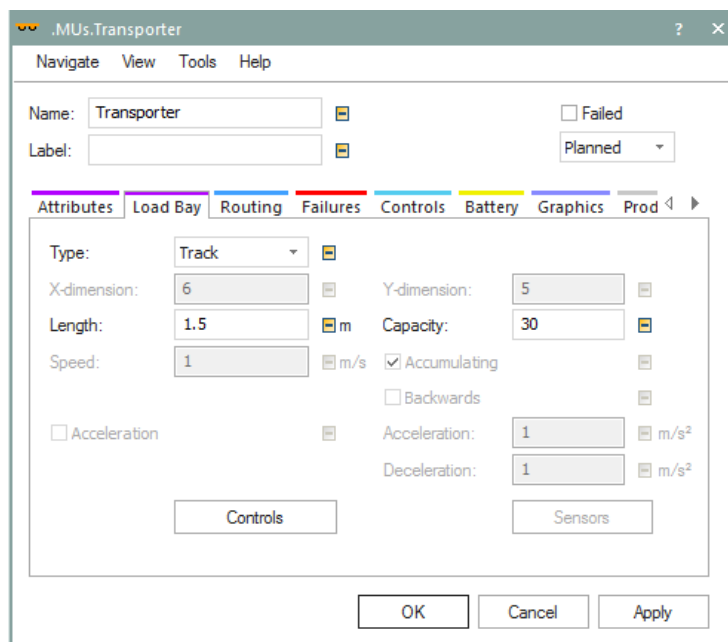 .MUs.Transporter ? ×
Navigate View Tools Help
Name: Transporter Failed
Label: Planned
Attributes Load Bay Routing Failures Controls Battery Graphics Prod
Type: Track
X-dimension: 6 Y-dimension: 5
Length: 1.5 m Capacity: 30
Speed: 1 m/s Accumulating
Backwards
Acceleration Acceleration: 1 m/s²
Deceleration: 1 m/s²
Controls Sensors
OK Cancel Apply